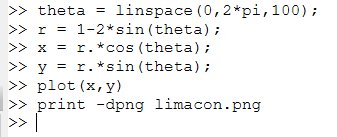 >> theta = linspace(0,2*pi,100);
>> r = 1-2*sin(theta);
>> x = r.*cos(theta);
>> y = r.*sin(theta);
>> plot(x,y)
>> print -dpng limacon.png
>>